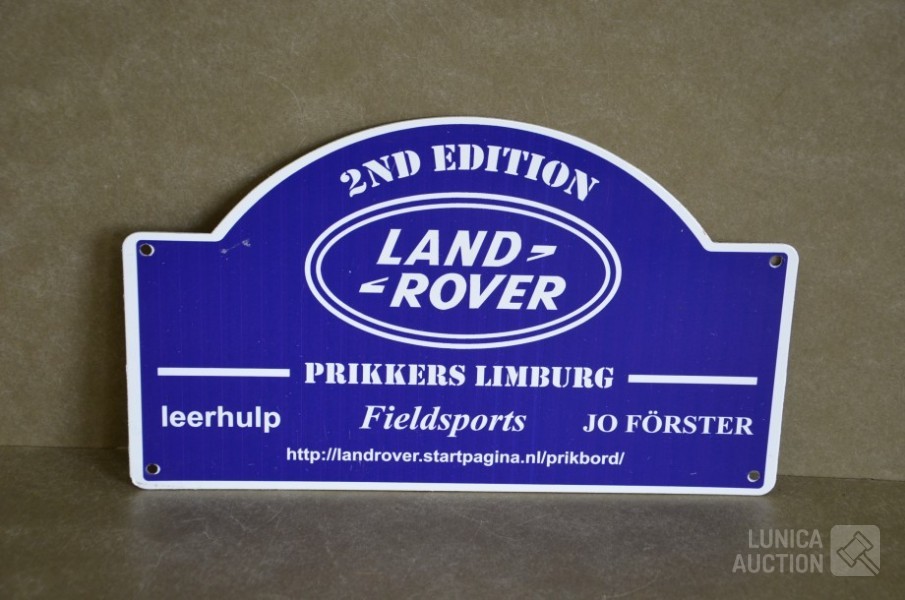 2ND EDITION
LAND
ROVER
PRIKKERS LIMBURG
leerhulp Fieldsports JO FÖRSTER
http://landrover.startpagina.nl/prikbord/
LUNICA
AUCTION